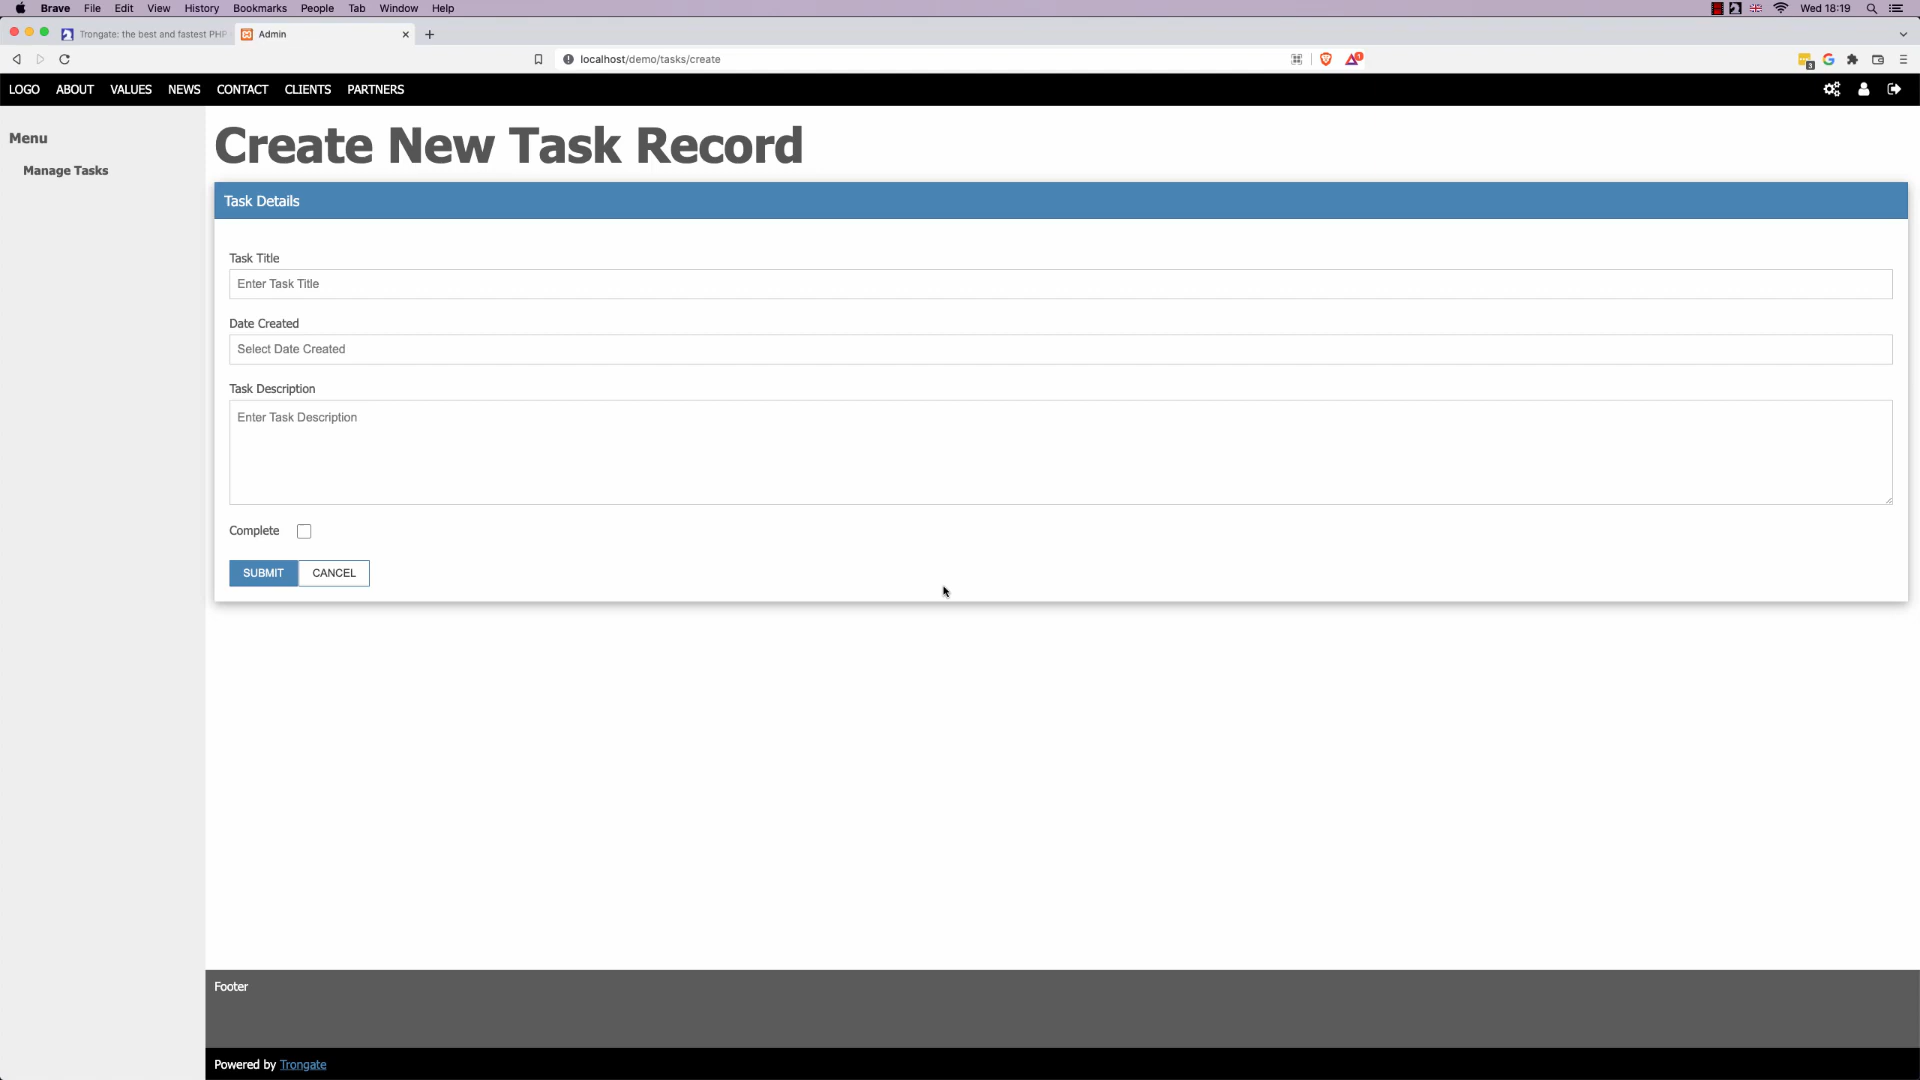 Brave File Edit View History Bookmarks People Tab Window Help Wed 18:19
Trongate: the best and fastest PHP Admin
localhost/demo/tasks/create 1 3
LOGO ABOUT VALUES NEWS CONTACT CLIENTS PARTNERS
Menu
Manage Tasks
Create New Task Record
Task Details
Task Title
Enter Task Title
Date Created
Select Date Created
Task Description
Enter Task Description
Complete
SUBMIT CANCEL
Footer
Powered by Trongate